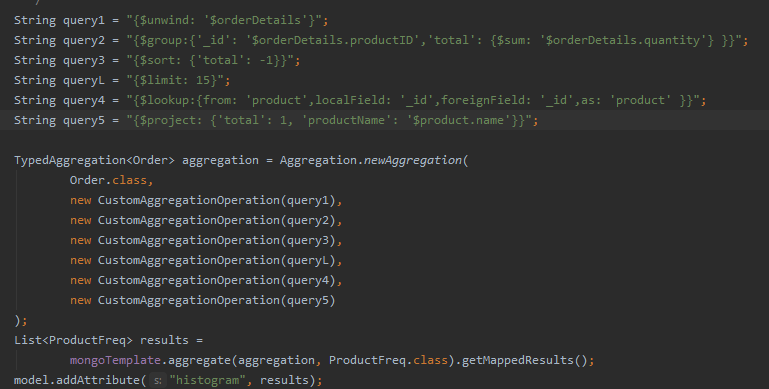 String query1 = "{$unwind: '$orderDetails'}";
String query2 = "{$group:{'_id': '$orderDetails.productID','total': {$sum: '$orderDetails.quantity'} }}";
String query3 = "{$sort: {'total': -1}}";
String queryL = "{$limit: 15}";
String query4 = "{$lookup:{from: 'product',localField: '_id',foreignField: '_id',as: 'product' }}";
String query5 = "{$project: {'total': 1, 'productName': '$product.name'}}";
TypedAggregation<Order> aggregation = Aggregation.newAggregation(
Order.class,
new CustomAggregationOperation(query1),
new CustomAggregationOperation(query2),
new CustomAggregationOperation(query3),
new CustomAggregationOperation(queryL),
new CustomAggregationOperation(query4),
new CustomAggregationOperation(query5)
);
List<ProductFreq> results =
mongoTemplate.aggregate(aggregation, ProductFreq.class).getMappedResults();
model.addAttribute( s: "histogram", results);